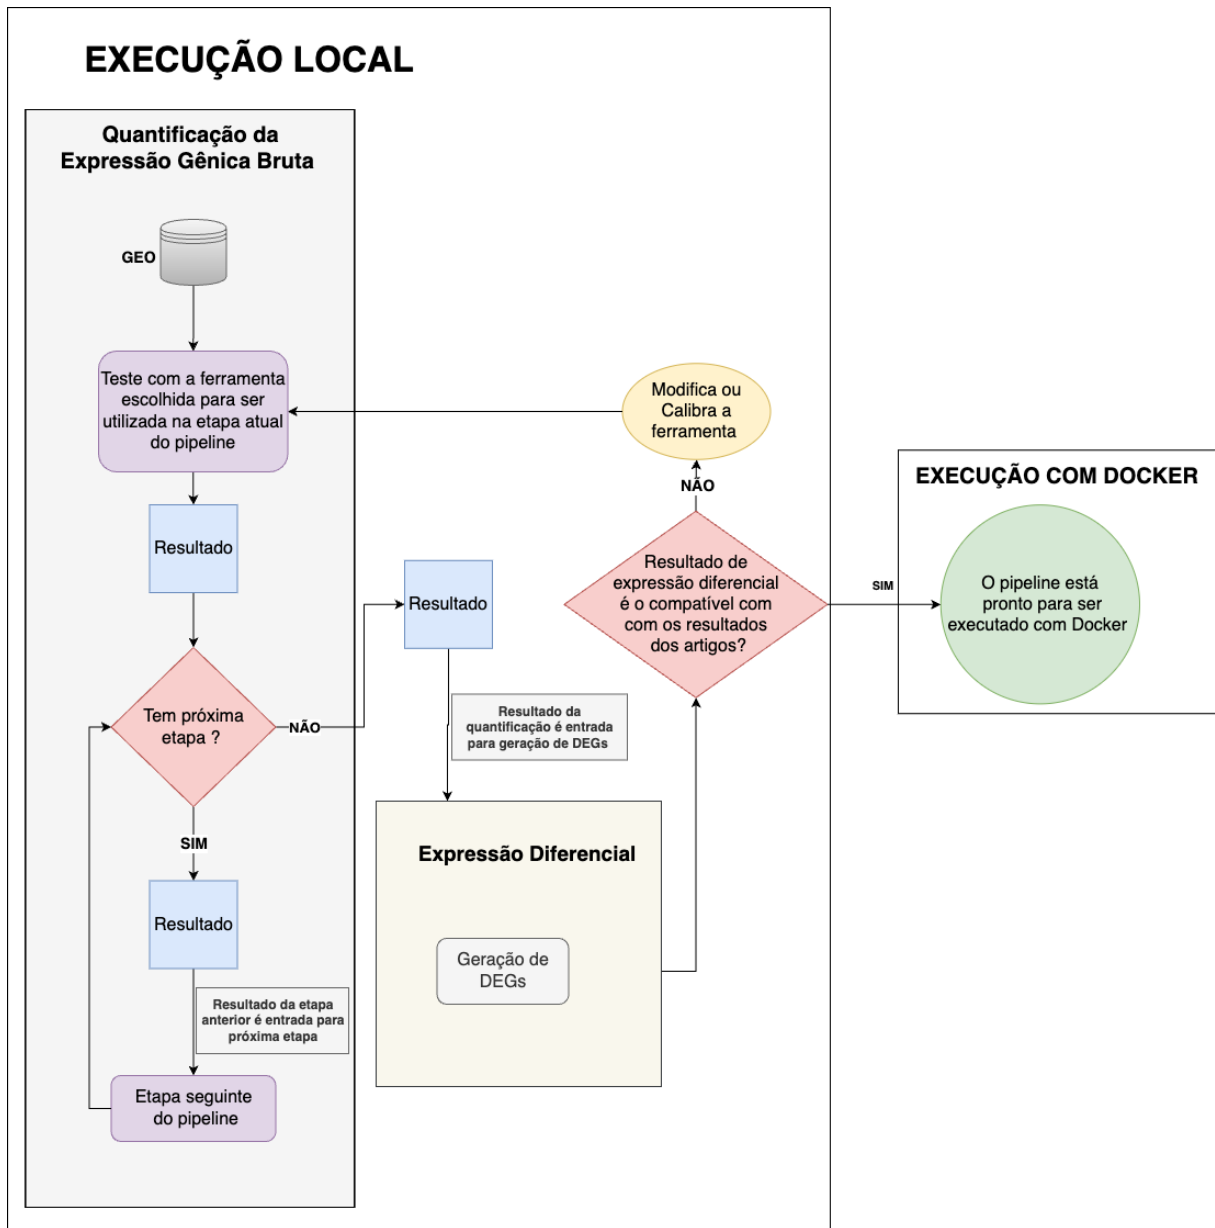 EXECUÇÃO LOCAL
Quantificação da
Expressão Gênica Bruta
GEO
Teste com a ferramenta
escolhida para ser
utilizada na etapa atual
do pipeline
Resultado
Tem próxima
etapa ?
NÃO
SIM
Resultado
Resultado da etapa
anterior é entrada para
próxima etapa
Etapa seguinte
do pipeline
Resultado
Resultado da
quantificação é entrada
para geração de DEGs
Expressão Diferencial
Geração de
DEGs
Resultado de
expressão diferencial
é o compatível com
com os resultados
dos artigos?
NÃO
Modifica ou
Calibra a
ferramenta
SIM
EXECUÇÃO COM DOCKER
O pipeline está
pronto para ser
executado com Docker